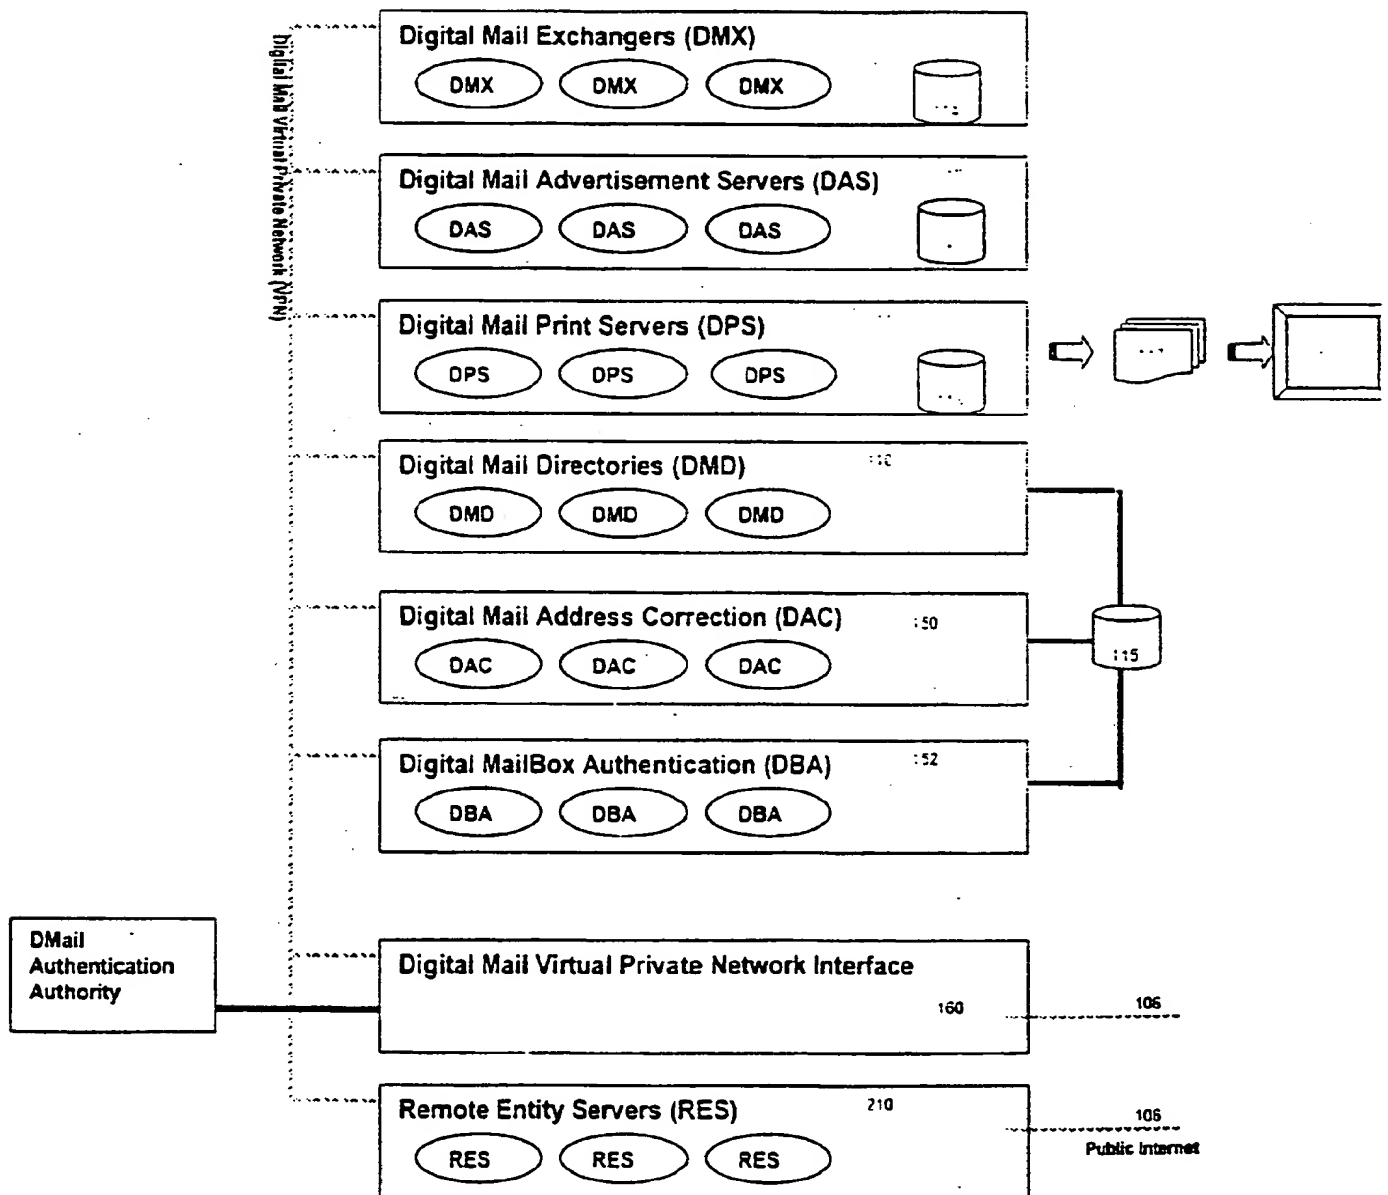 Digital Mail Virtual Private Network (VPN)
Digital Mail Exchangers (DMX)
DMX DMX DMX
Digital Mail Advertisement Servers (DAS)
DAS DAS DAS
Digital Mail Print Servers (DPS)
DPS DPS DPS
Digital Mail Directories (DMD)
DMD DMD DMD
Digital Mail Address Correction (DAC)
150
DAC DAC DAC
115
Digital MailBox Authentication (DBA)
152
DBA DBA DBA
DMail
Authentication
Authority
Digital Mail Virtual Private Network Interface
160
106
Remote Entity Servers (RES)
210
106
Public Internet
RES RES RES